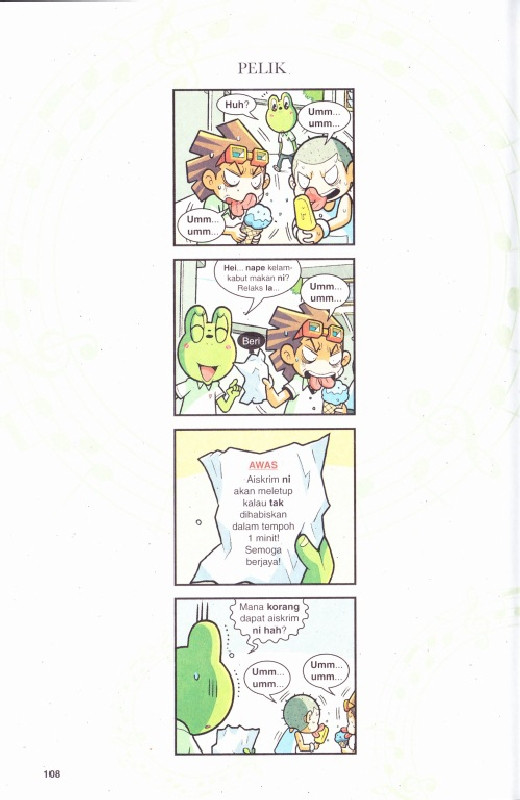 PELIK
Huh?
Umm...
umm...
Umm...
umm...
Hei... nape kelam-
kabut makan ni?
Relaks la...
Umm...
umm...
Beri
AWAS
Aiskrim ni
akan melletup
kalau tak
dihabiskan
dalam tempoh
1 minit!
Semoga
berjaya!
Mana korang
dapat aiskrim
ni hah?
Umm...
umm...
Umm...
umm...
108